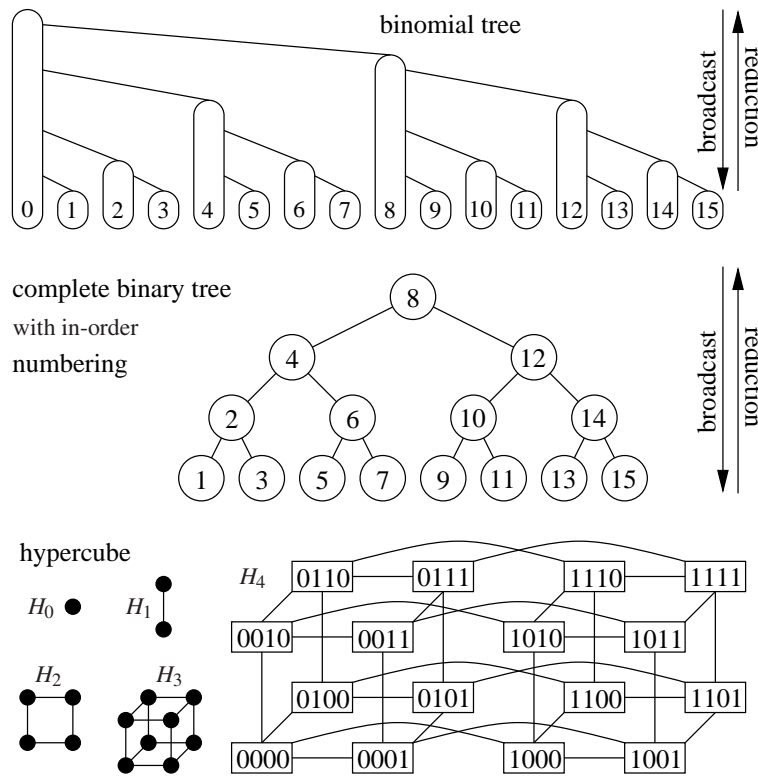 binomial tree
broadcast
reduction
0 1 2 3 4 5 6 7 8 9 10 11 12 13 14 15
complete binary tree
with in-order
numbering
8
4 12
2 6 10 14
1 3 5 7 9 11 13 15
broadcast
reduction
hypercube
H0
H1
H2
H3
H4
0110 0111 1110 1111
0010 0011 1010 1011
0100 0101 1100 1101
0000 0001 1000 1001